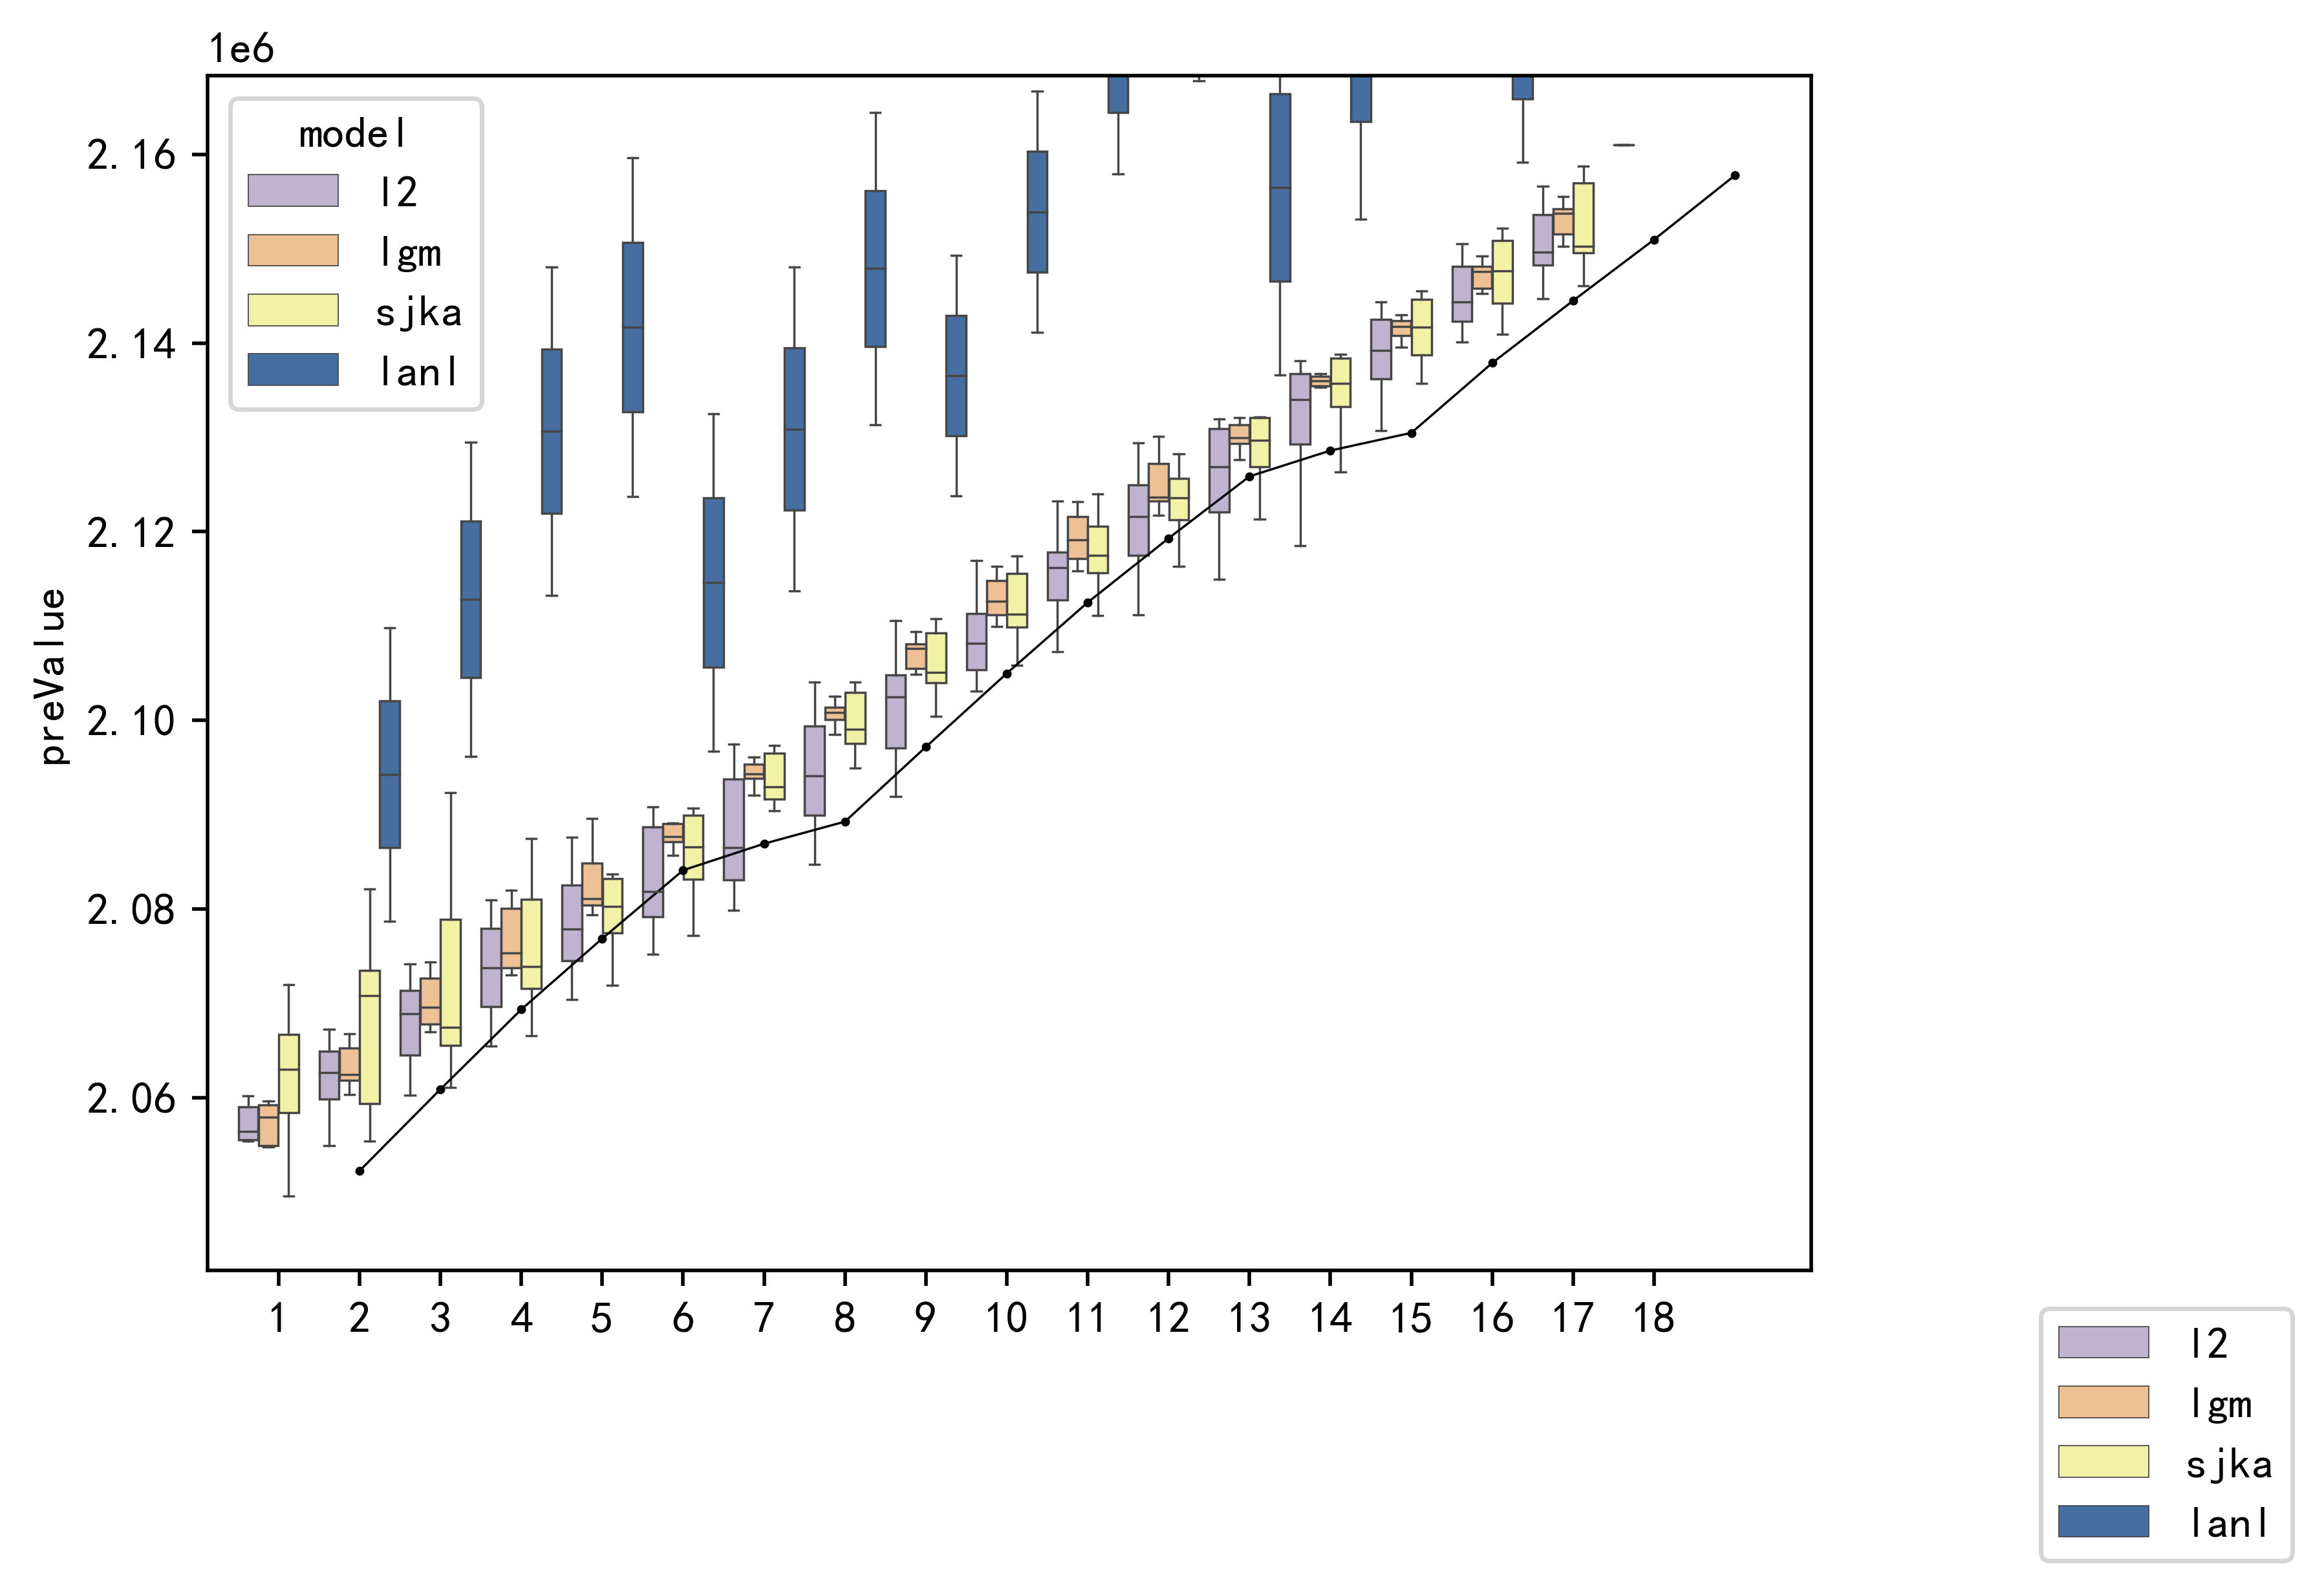 1e6
model
l2
lgm
sjka
lanl
2.16
2.14
2.12
2.10
2.08
2.06
preValue
1 2 3 4 5 6 7 8 9 10 11 12 13 14 15 16 17 18
l2
lgm
sjka
lanl